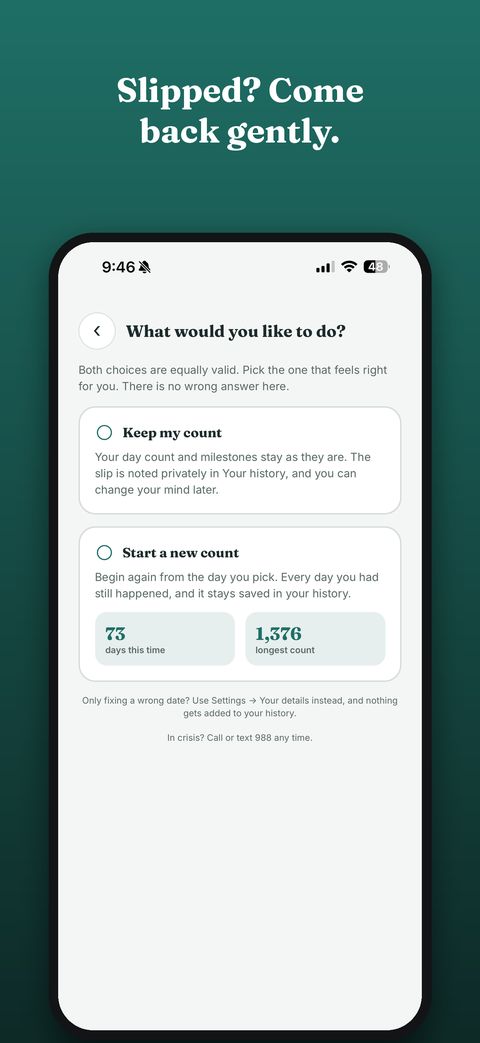 Slipped? Come
back gently.
9:46
48
What would you like to do?
Both choices are equally valid. Pick the one that feels right
for you. There is no wrong answer here.
Keep my count
Your day count and milestones stay as they are. The
slip is noted privately in Your history, and you can
change your mind later.
Start a new count
Begin again from the day you pick. Every day you had
still happened, and it stays saved in your history.
73
days this time
1,376
longest count
Only fixing a wrong date? Use Settings → Your details instead, and nothing
gets added to your history.
In crisis? Call or text 988 any time.